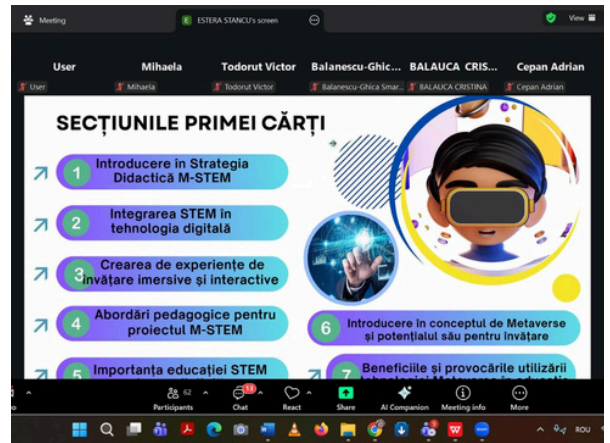 Meeting
E
ESTERA STANCU's screen
View
User
Mihaela
Todorut Victor
Balanescu-Ghic...
BALAUCA CRIS...
Cepan Adrian
User
Mihaela
Todorut Victor
Balanescu-Ghica Smar...
BALAUCA CRISTINA
Cepan Adrian
SECȚIUNILE PRIMEI CĂRȚI
1
Introducere în Strategia
Didactică M-STEM
2
Integrarea STEM în
tehnologia digitală
3
Crearea de experiențe de
învățare imersive și interactive
4
Abordări pedagogice pentru
proiectul M-STEM
5
Importanța educației STEM
6
Introducere în conceptul de Metaverse
și potențialul său pentru învățare
7
Beneficiile și provocările utilizării
62
13
Participants
Chat
React
Share
AI Companion
Meeting info
More
ROU